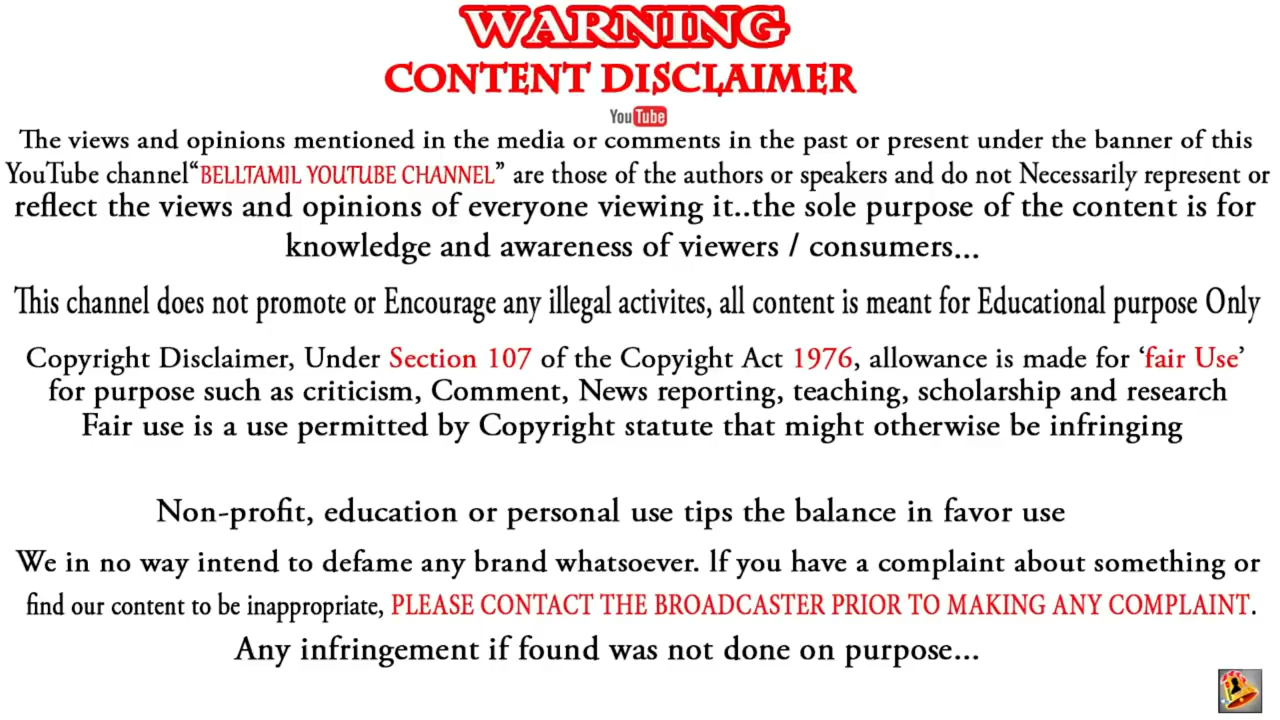 WARNING
CONTENT DISCLAIMER
YouTube
The views and opinions mentioned in the media or comments in the past or present under the banner of this
YouTube channel“BELLTAMIL YOUTUBE CHANNEL” are those of the authors or speakers and do not Necessarily represent or
reflect the views and opinions of everyone viewing it..the sole purpose of the content is for
knowledge and awareness of viewers / consumers...
This channel does not promote or Encourage any illegal activites, all content is meant for Educational purpose Only
Copyright Disclaimer, Under Section 107 of the Copyight Act 1976, allowance is made for ‘fair Use’
for purpose such as criticism, Comment, News reporting, teaching, scholarship and research
Fair use is a use permitted by Copyright statute that might otherwise be infringing
Non-profit, education or personal use tips the balance in favor use
We in no way intend to defame any brand whatsoever. If you have a complaint about something or
find our content to be inappropriate, PLEASE CONTACT THE BROADCASTER PRIOR TO MAKING ANY COMPLAINT.
Any infringement if found was not done on purpose...